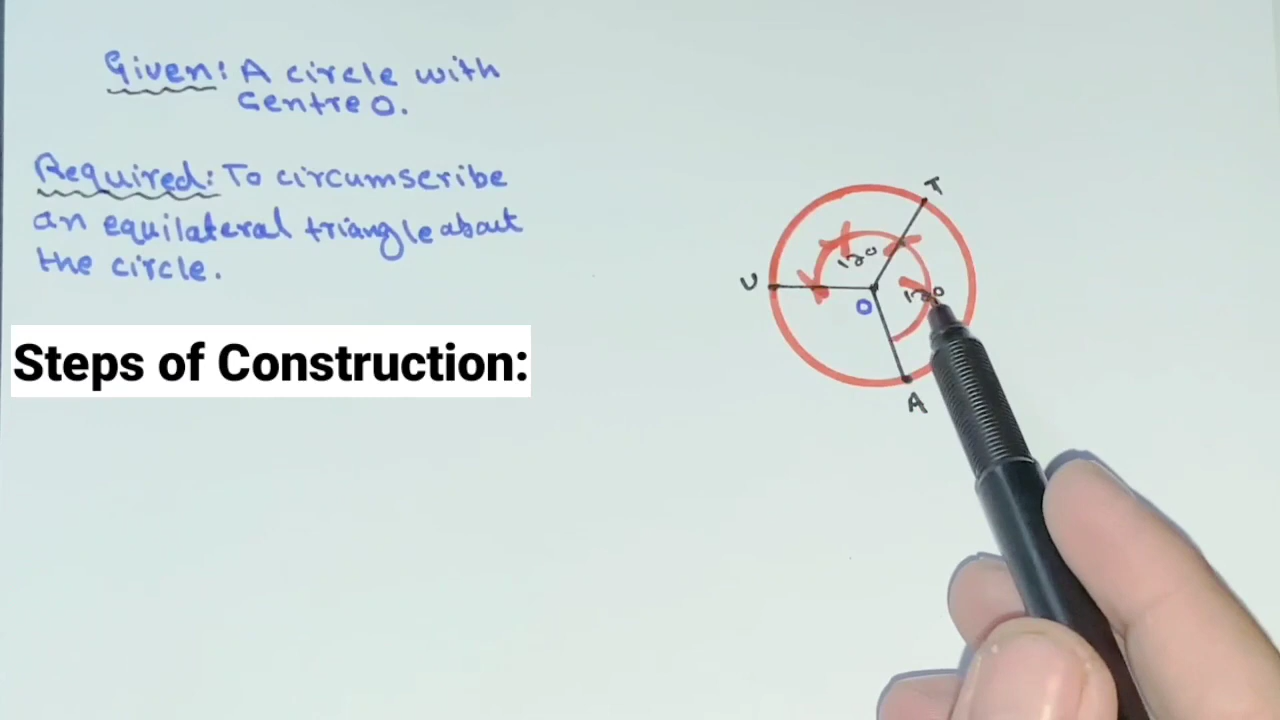 Given: A circle with
Centre O.
Required: To circumscribe
an equilateral triangle about
the circle.
Steps of Construction:
T
120
U
O
120
A